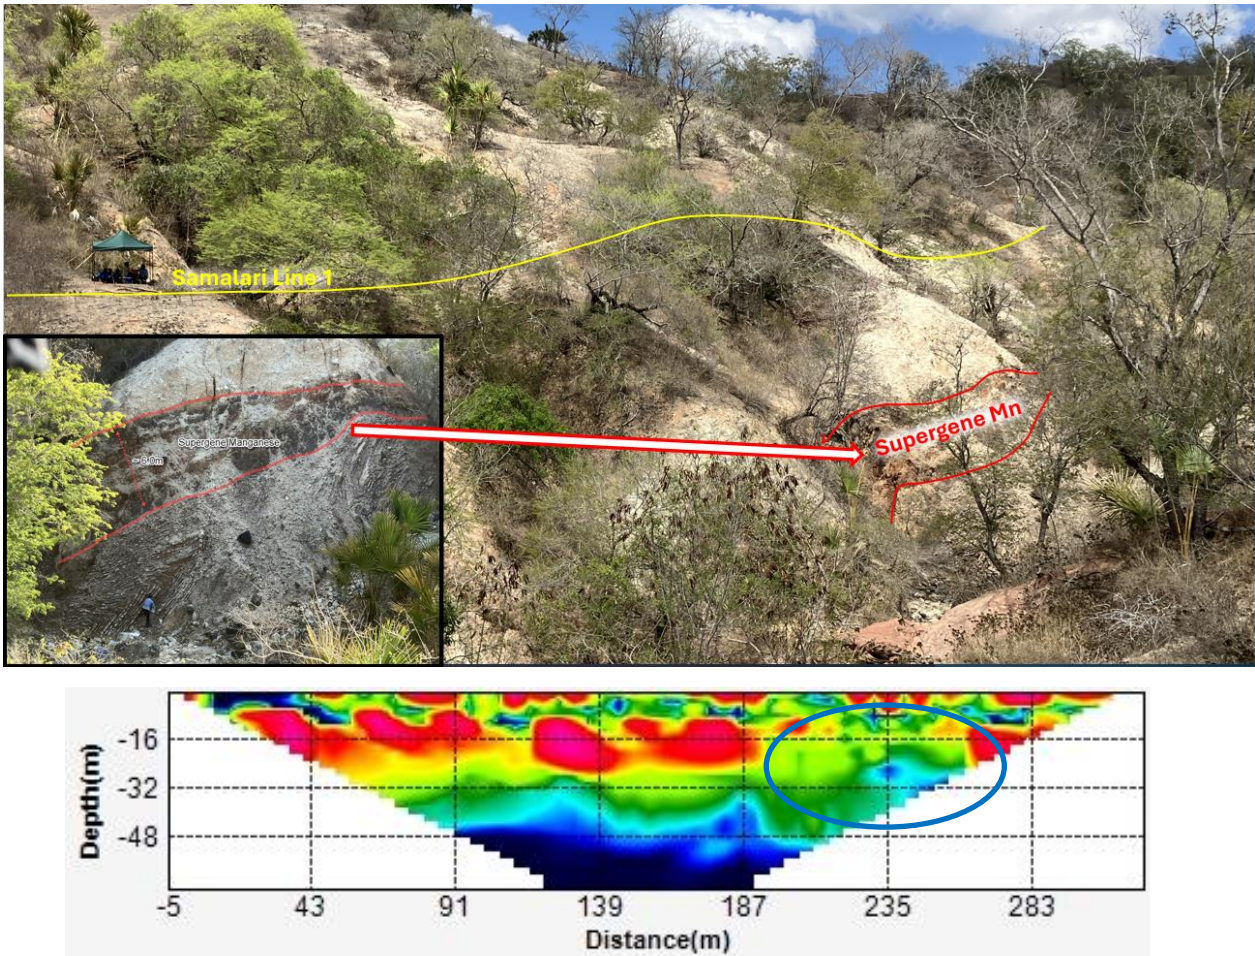 Samalari Line 1
Supergene Manganese
~ 6.0m
Supergene Mn
Depth(m)
-16
-32
-48
-5 43 91 139 187 235 283
Distance(m)